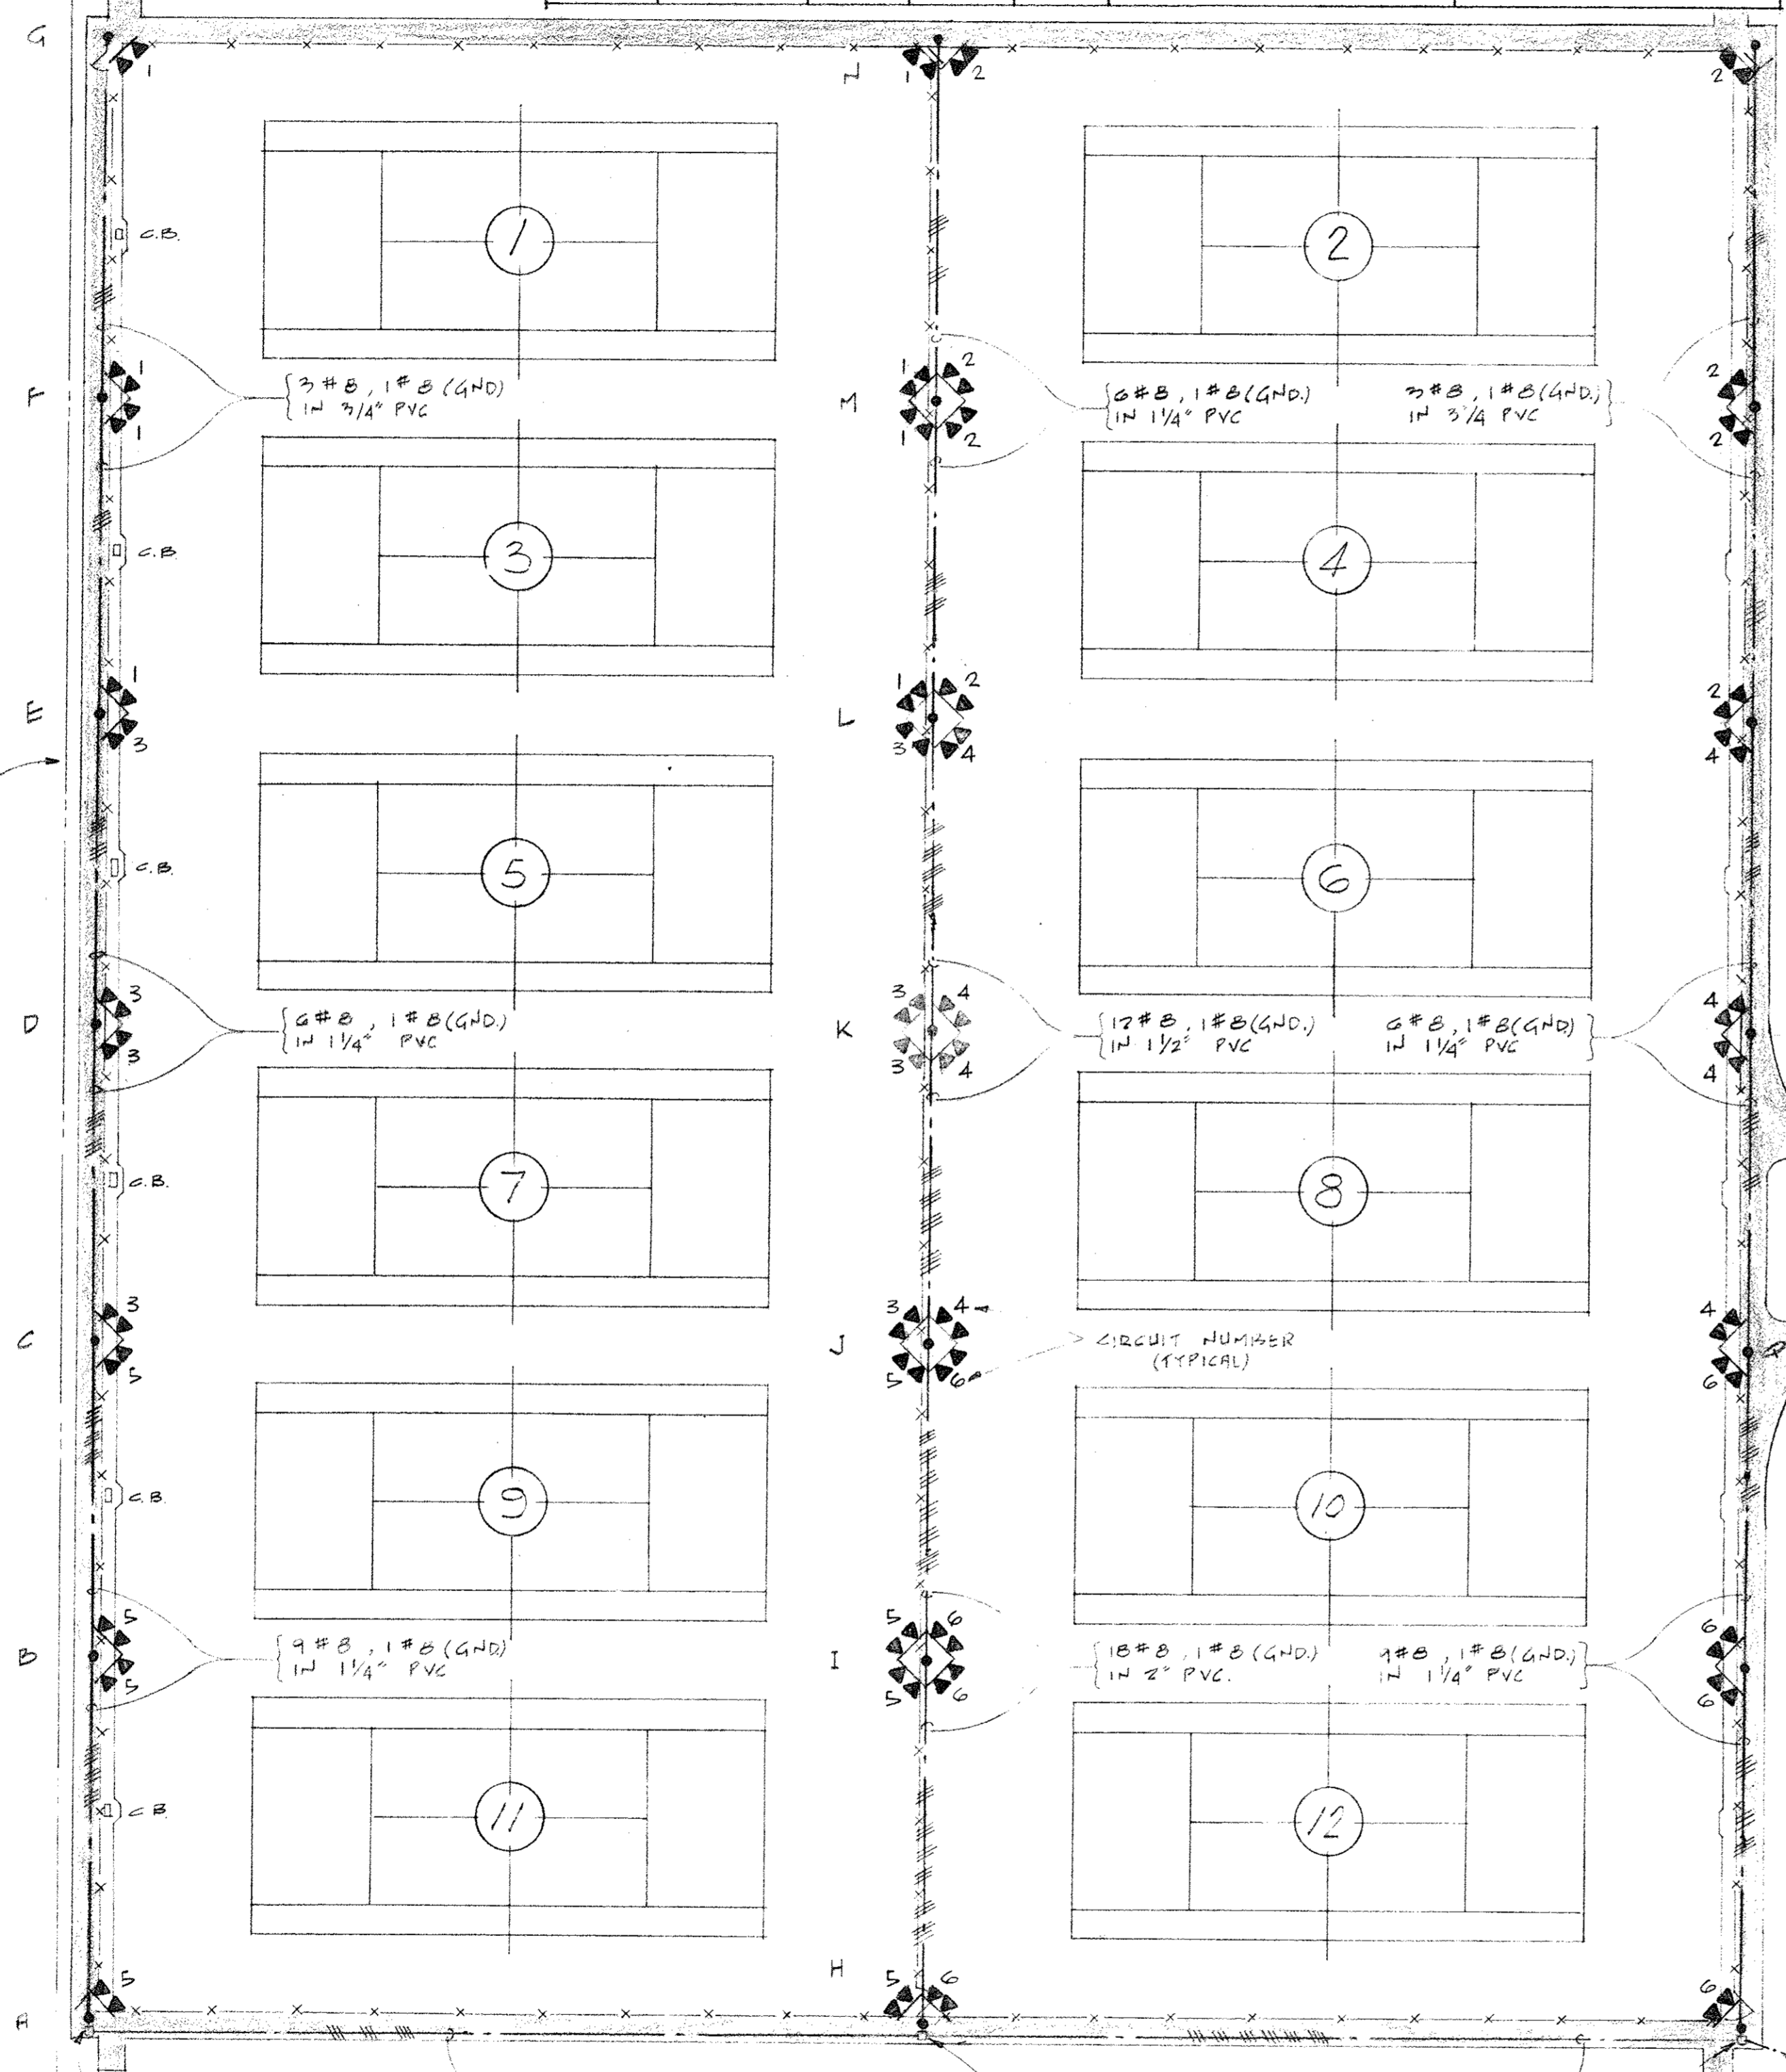 G
1
N
1
2
2
1
2
C.B.
F
1
1
{3#8, 1#8(GND)
IN 3/4" PVC
M
1
2
1
2
{6#8, 1#8(GND.)
IN 1 1/4" PVC
3#8, 1#8(GND.)}
IN 3/4 PVC
2
2
C.B.
3
4
E
1
3
L
1
2
3
4
2
4
C.B.
5
6
D
3
3
{6#8, 1#8(GND.)
IN 1 1/4" PVC
K
3
4
3
4
{12#8, 1#8(GND.)
IN 1 1/2" PVC
6#8, 1#8(GND)}
IN 1 1/4" PVC
4
4
C.B.
7
8
C
3
5
J
3
4
5
6
CIRCUIT NUMBER
(TYPICAL)
4
6
C.B.
9
10
B
5
5
{9#8, 1#8(GND)
IN 1 1/4" PVC
I
5
6
5
6
{18#8, 1#8(GND.)
IN 2" PVC.
9#8, 1#8(GND.)}
IN 1 1/4" PVC
6
6
C B
11
12
A
5
H
5
6
6